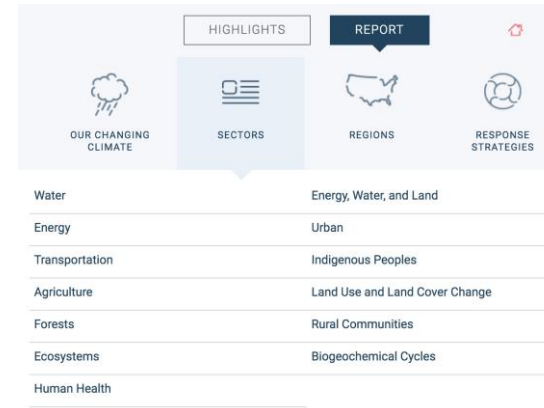 HIGHLIGHTS
REPORT
OUR CHANGING
CLIMATE
SECTORS
REGIONS
RESPONSE
STRATEGIES
Water
Energy
Transportation
Agriculture
Forests
Ecosystems
Human Health
Energy, Water, and Land
Urban
Indigenous Peoples
Land Use and Land Cover Change
Rural Communities
Biogeochemical Cycles